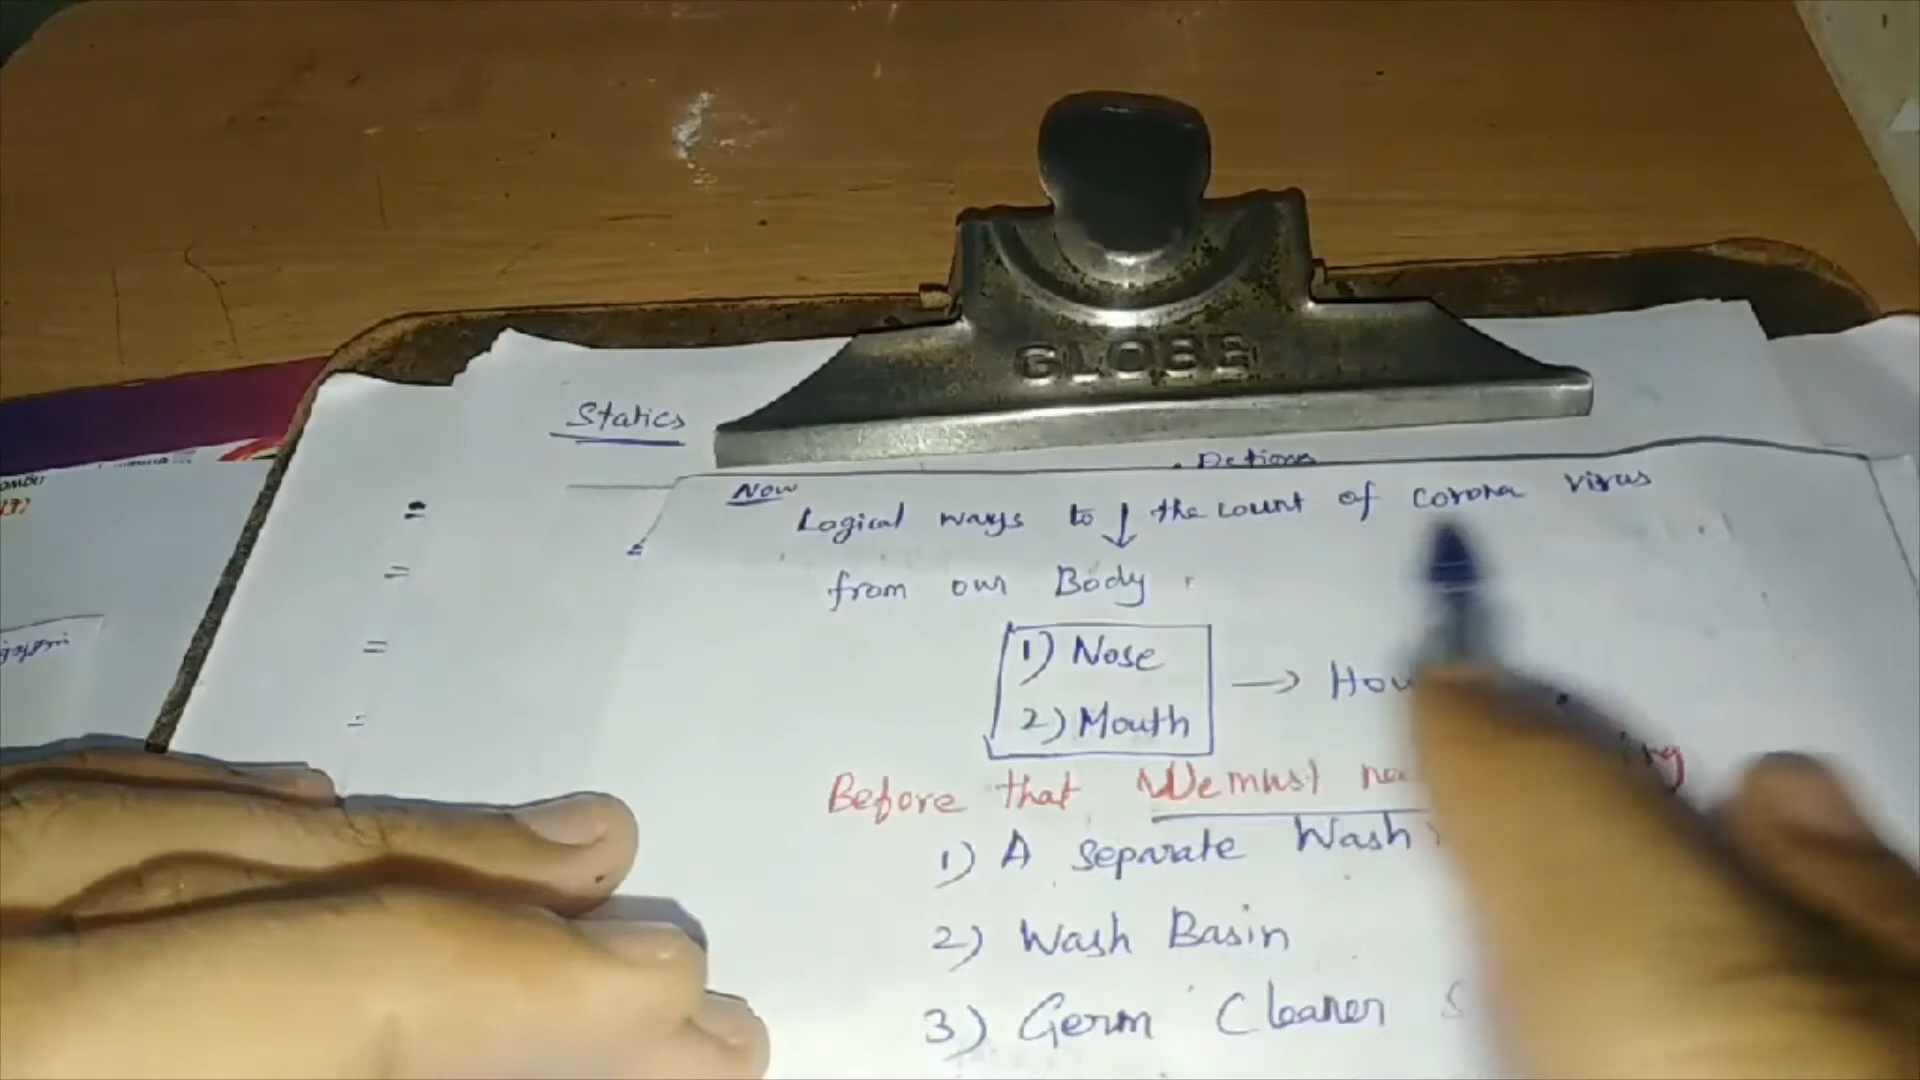 GLOBE
Statics
Now
Logical ways to ↓ the count of corona virus
from our Body
1) Nose
2) Mouth
→ How
Before that We must
1) A separate Wash
2) Wash Basin
3) Germ Cleaner S